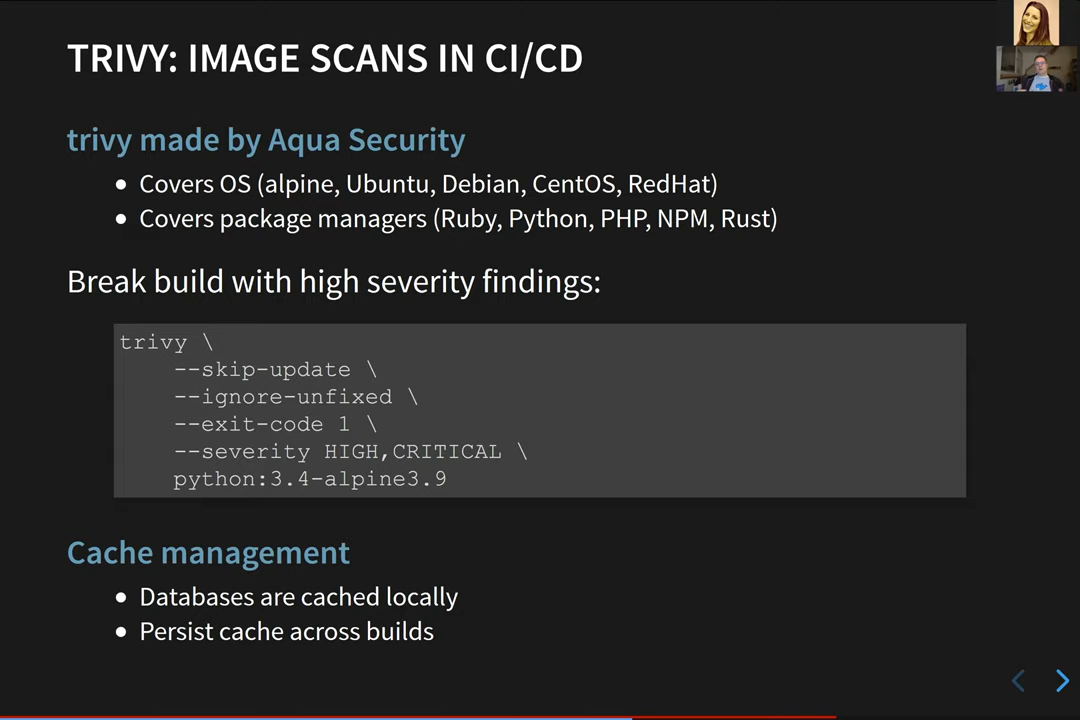 TRIVY: IMAGE SCANS IN CI/CD
trivy made by Aqua Security
• Covers OS (alpine, Ubuntu, Debian, CentOS, RedHat)
• Covers package managers (Ruby, Python, PHP, NPM, Rust)
Break build with high severity findings:
trivy \
    --skip-update \
    --ignore-unfixed \
    --exit-code 1 \
    --severity HIGH,CRITICAL \
    python:3.4-alpine3.9
Cache management
• Databases are cached locally
• Persist cache across builds